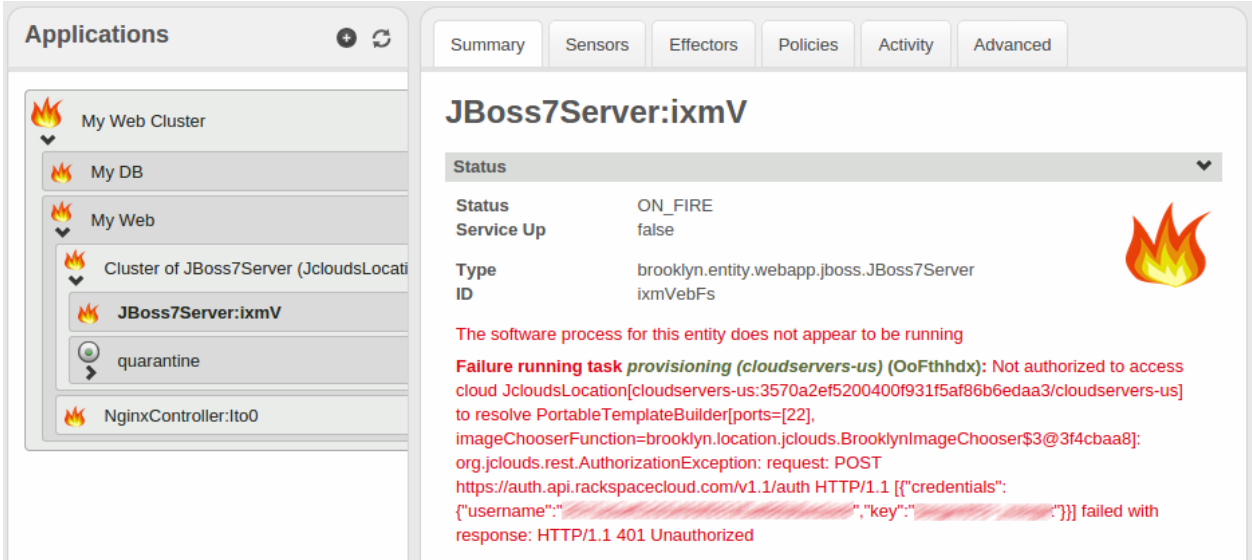 Applications
My Web Cluster
My DB
My Web
Cluster of JBoss7Server (JcloudsLocati
JBoss7Server:ixmV
quarantine
NginxController:Ito0
Summary Sensors Effectors Policies Activity Advanced
JBoss7Server:ixmV
Status
Status ON_FIRE
Service Up false
Type brooklyn.entity.webapp.jboss.JBoss7Server
ID ixmVebFs
The software process for this entity does not appear to be running
Failure running task provisioning (cloudservers-us) (OoFthhdx): Not authorized to access
cloud JcloudsLocation[cloudservers-us:3570a2ef5200400f931f5af86b6edaa3/cloudservers-us]
to resolve PortableTemplateBuilder[ports=[22],
imageChooserFunction=brooklyn.location.jclouds.BrooklynImageChooser$3@3f4cbaa8]:
org.jclouds.rest.AuthorizationException: request: POST
https://auth.api.rackspacecloud.com/v1.1/auth HTTP/1.1 [{"credentials":
{"username":"","key":""}}] failed with
response: HTTP/1.1 401 Unauthorized